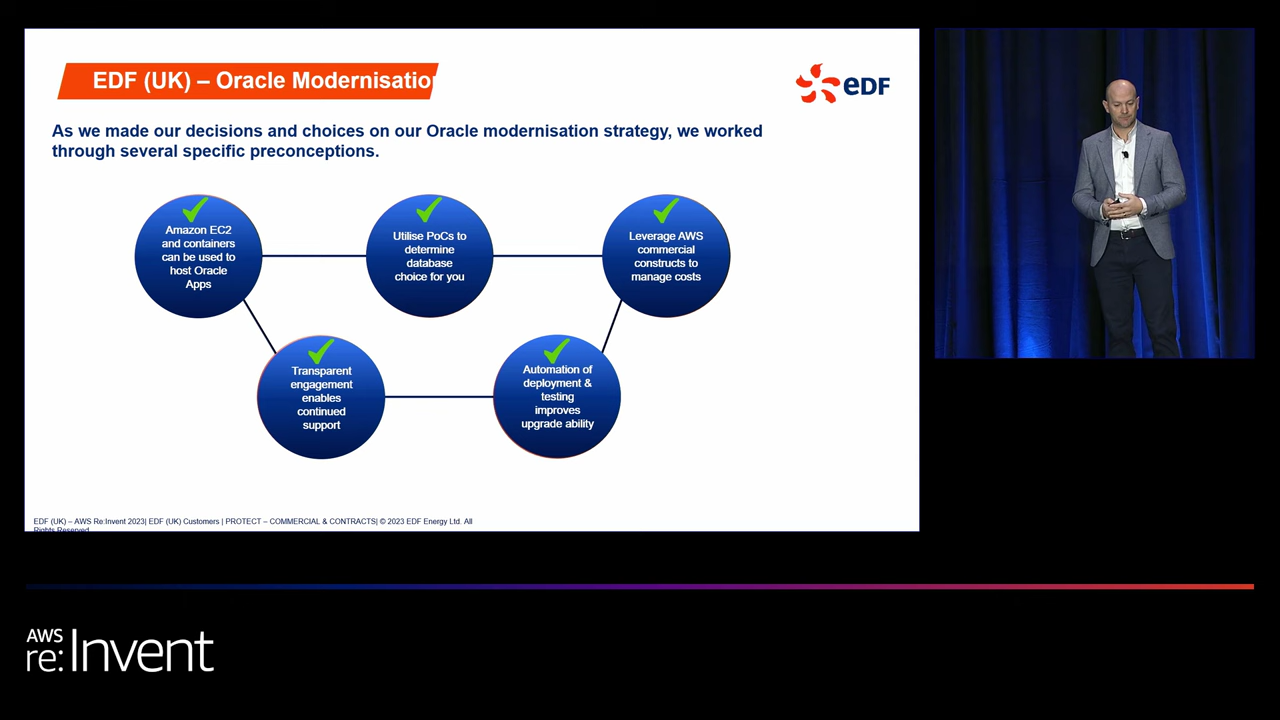 EDF (UK) – Oracle Modernisation
eDF
As we made our decisions and choices on our Oracle modernisation strategy, we worked
through several specific preconceptions.
Amazon EC2
and containers
can be used to
host Oracle
Apps
Utilise PoCs to
determine
database
choice for you
Leverage AWS
commercial
constructs to
manage costs
Transparent
engagement
enables
continued
support
Automation of
deployment &
testing
improves
upgrade ability
EDF (UK) – AWS Re:Invent 2023| EDF (UK) Customers | PROTECT – COMMERCIAL & CONTRACTS| © 2023 EDF Energy Ltd. All
Rights Reserved
AWS
re:Invent